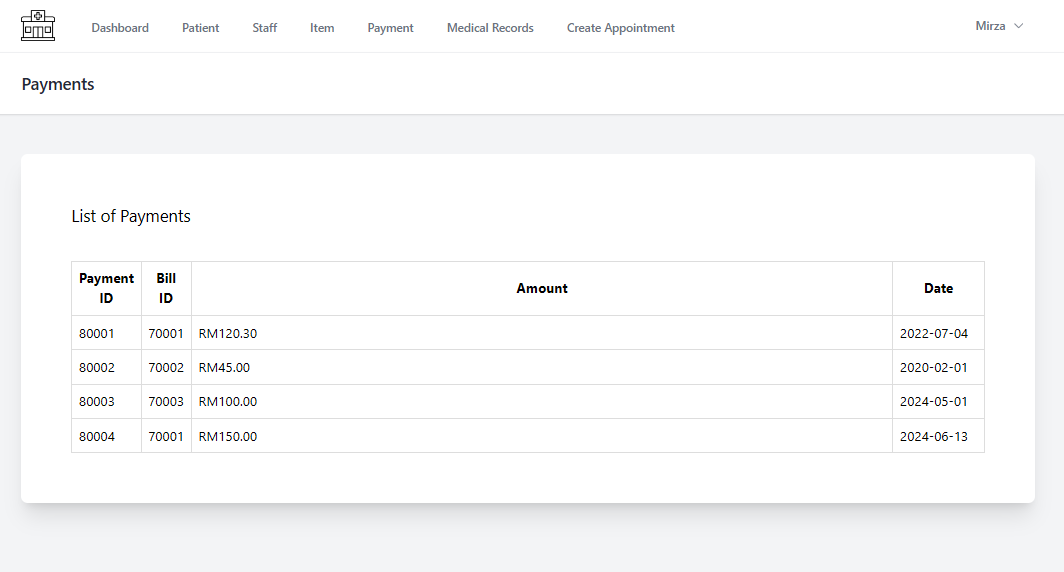 Dashboard Patient Staff Item Payment Medical Records Create Appointment Mirza
Payments
List of Payments
Payment ID Bill ID Amount Date
80001 70001 RM120.30 2022-07-04
80002 70002 RM45.00 2020-02-01
80003 70003 RM100.00 2024-05-01
80004 70001 RM150.00 2024-06-13